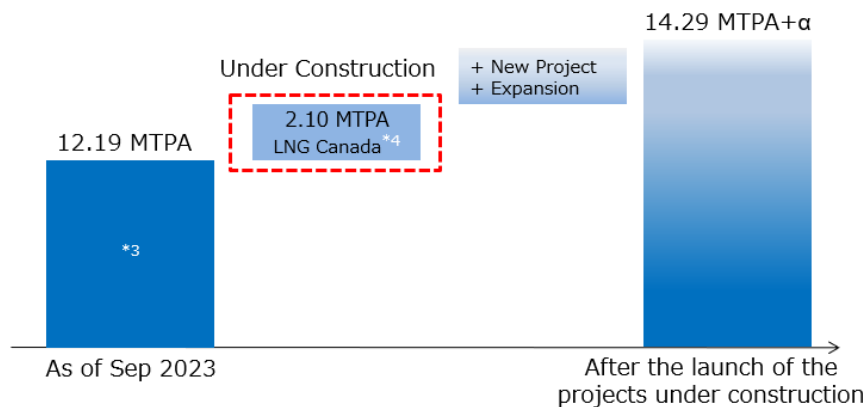 14.29 MTPA+α
Under Construction
+ New Project
+ Expansion
2.10 MTPA
LNG Canada*4
12.19 MTPA
*3
As of Sep 2023
After the launch of the
projects under construction